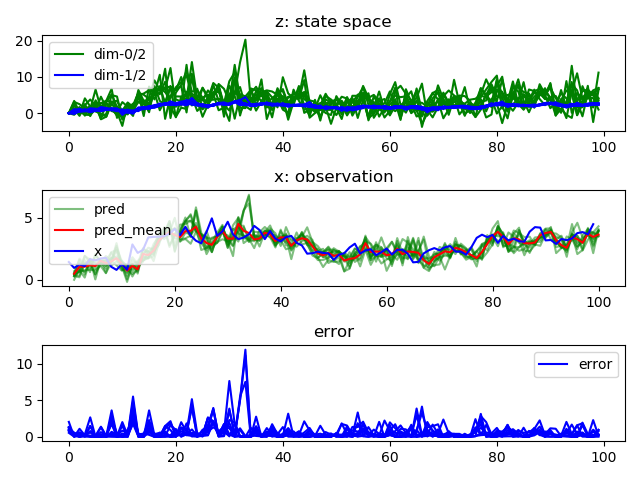 z: state space
20
10
0
dim-0/2
dim-1/2
0 20 40 60 80 100
x: observation
5
0
pred
pred_mean
x
0 20 40 60 80 100
error
10
5
0
error
0 20 40 60 80 100